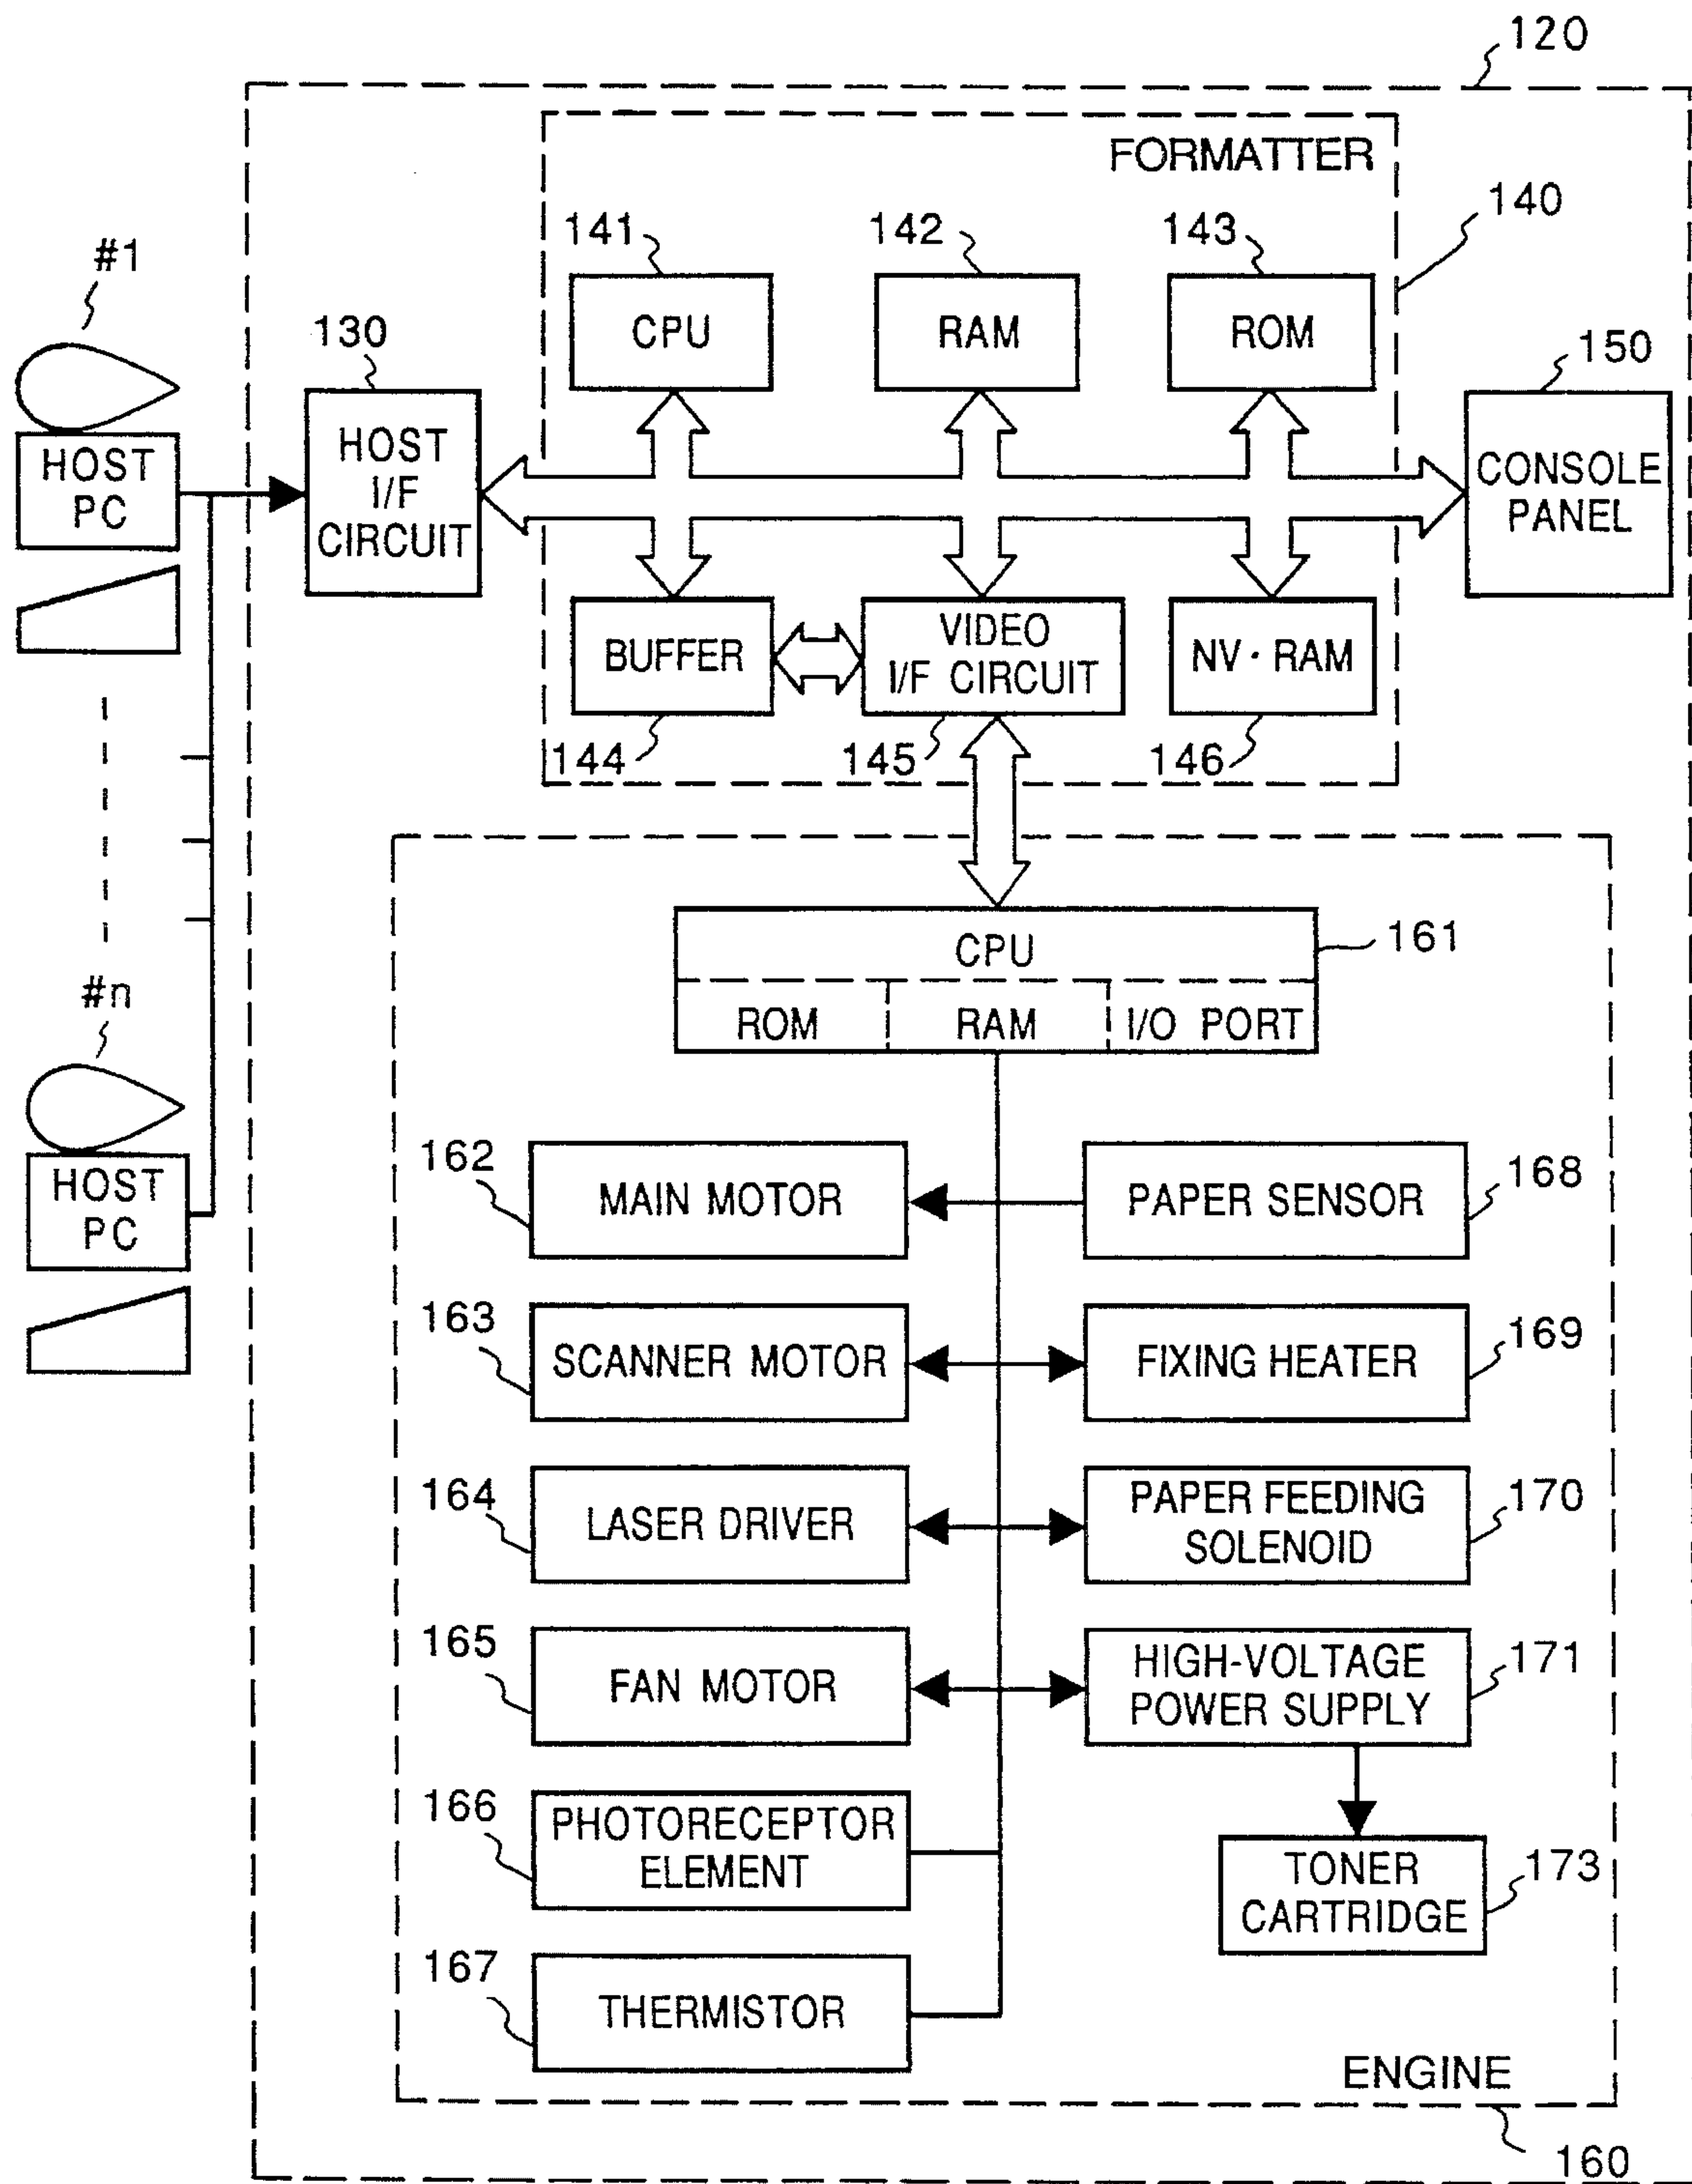 120
FORMATTER
140
#1
141
142
143
130
150
CPU
RAM
ROM
HOST
PC
HOST
I/F
CIRCUIT
CONSOLE
PANEL
BUFFER
VIDEO
I/F CIRCUIT
NV·RAM
144
145
146
#n
CPU
161
ROM
RAM
I/O PORT
HOST
PC
162
MAIN MOTOR
PAPER SENSOR
168
163
SCANNER MOTOR
FIXING HEATER
169
164
LASER DRIVER
PAPER FEEDING
SOLENOID
170
165
FAN MOTOR
HIGH-VOLTAGE
POWER SUPPLY
171
166
PHOTORECEPTOR
ELEMENT
TONER
CARTRIDGE
173
167
THERMISTOR
ENGINE
160